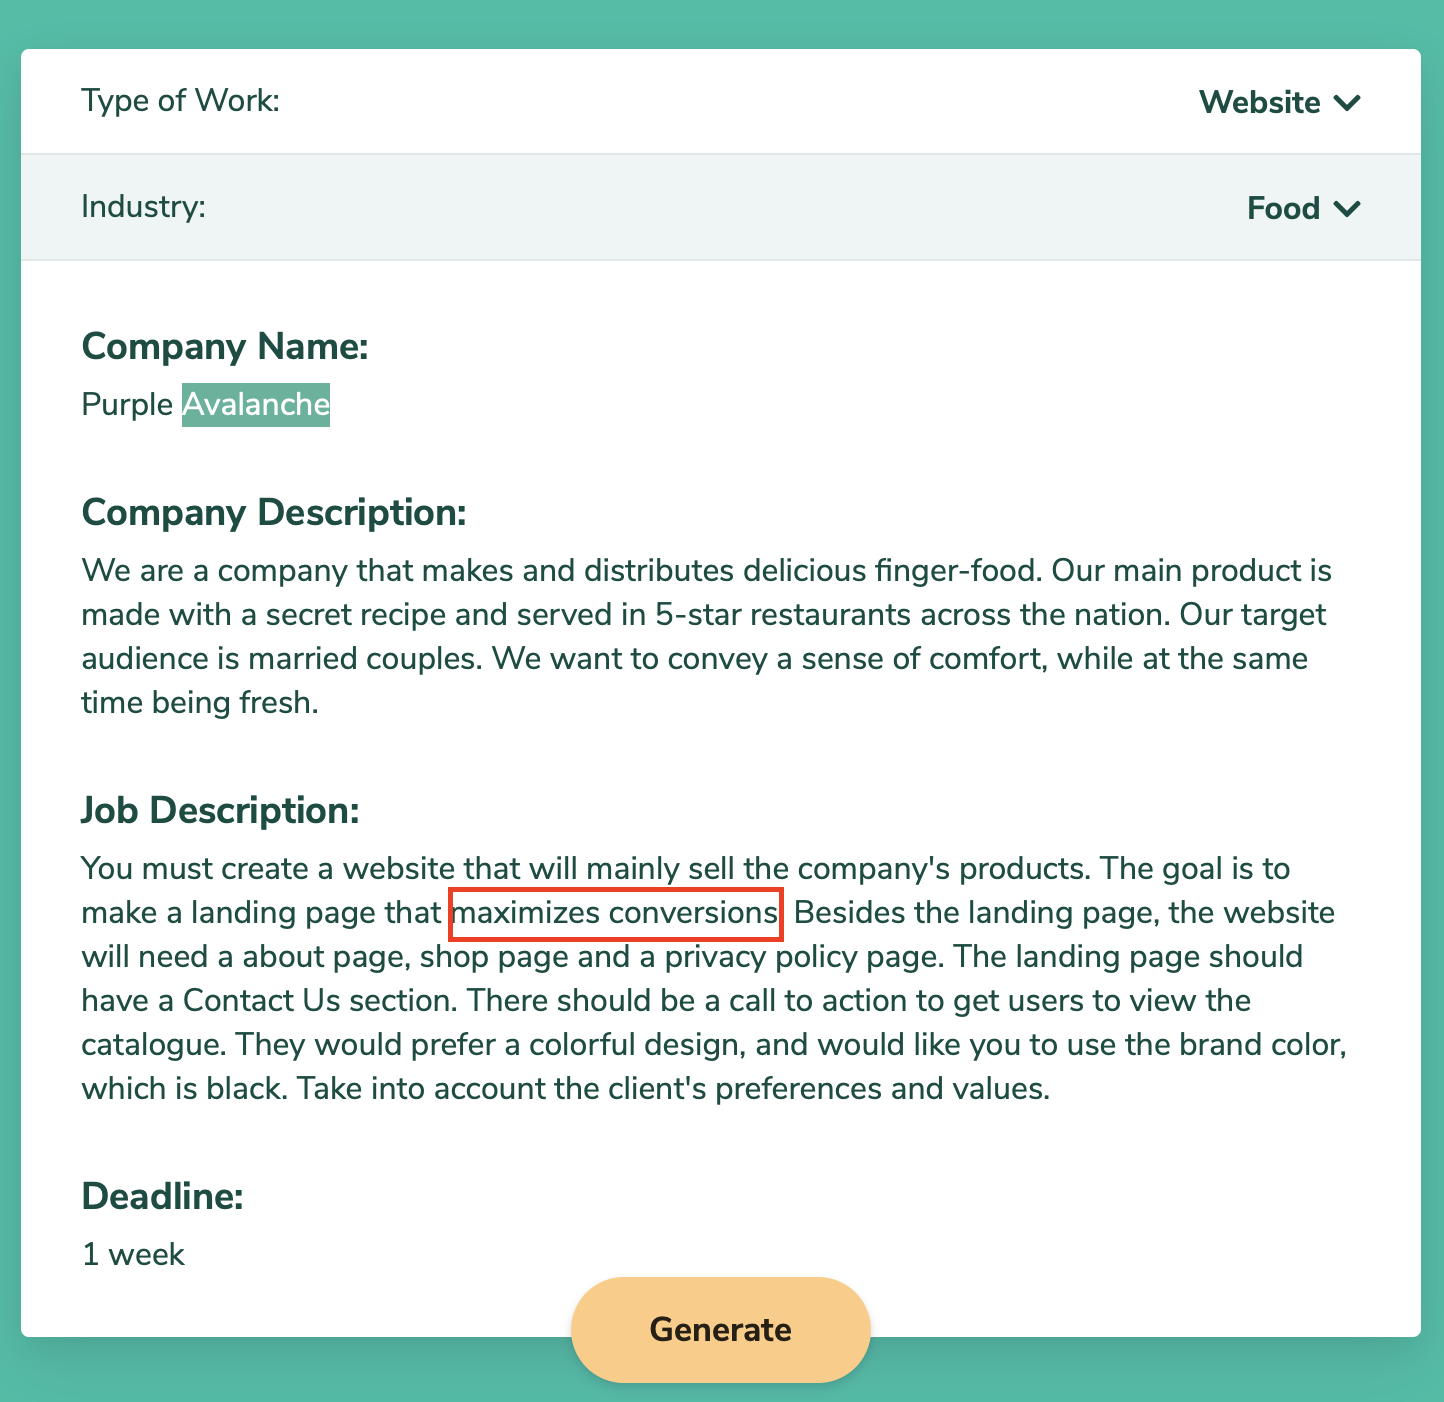 Type of Work:
Website
Industry:
Food
Company Name:
Purple Avalanche
Company Description:
We are a company that makes and distributes delicious finger-food. Our main product is
made with a secret recipe and served in 5-star restaurants across the nation. Our target
audience is married couples. We want to convey a sense of comfort, while at the same
time being fresh.
Job Description:
You must create a website that will mainly sell the company's products. The goal is to
make a landing page that maximizes conversions. Besides the landing page, the website
will need a about page, shop page and a privacy policy page. The landing page should
have a Contact Us section. There should be a call to action to get users to view the
catalogue. They would prefer a colorful design, and would like you to use the brand color,
which is black. Take into account the client's preferences and values.
Deadline:
1 week
Generate